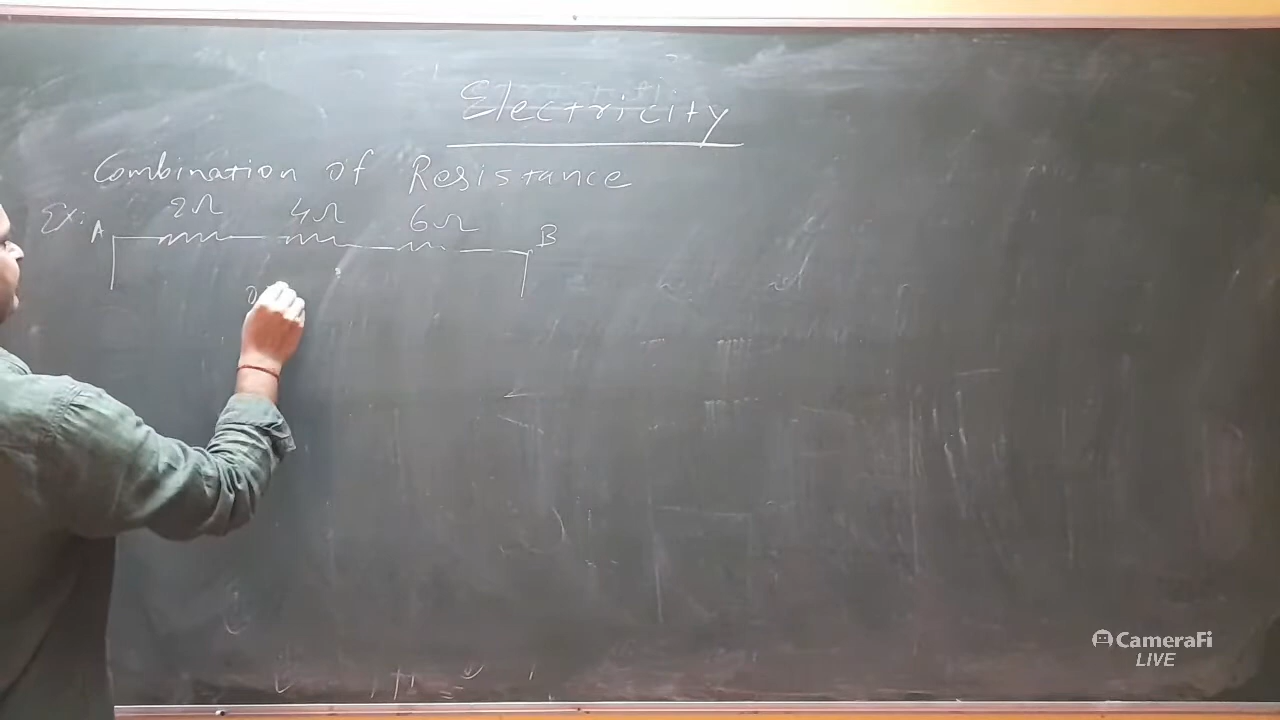 Electricity
Combination of Resistance
Ex:
A 2Ω 4Ω 6Ω B
CameraFi
LIVE